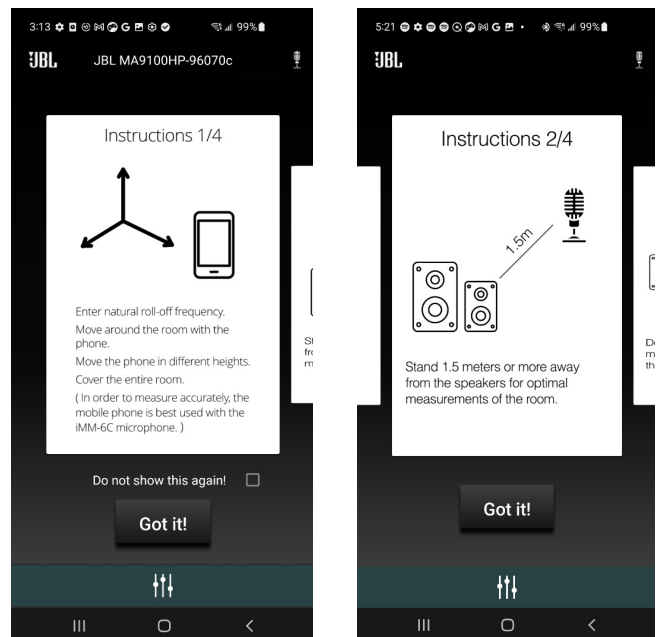 3:13 G 99%
JBL JBL MA9100HP-96070c
Instructions 1/4
Enter natural roll-off frequency.
Move around the room with the
phone.
Move the phone in different heights.
Cover the entire room.
( In order to measure accurately, the
mobile phone is best used with the
iMM-6C microphone. )
St
fro
m
Do not show this again!
Got it!
5:21 G 99%
JBL
Instructions 2/4
1.5m
Stand 1.5 meters or more away
from the speakers for optimal
measurements of the room.
Do
m
th
Got it!